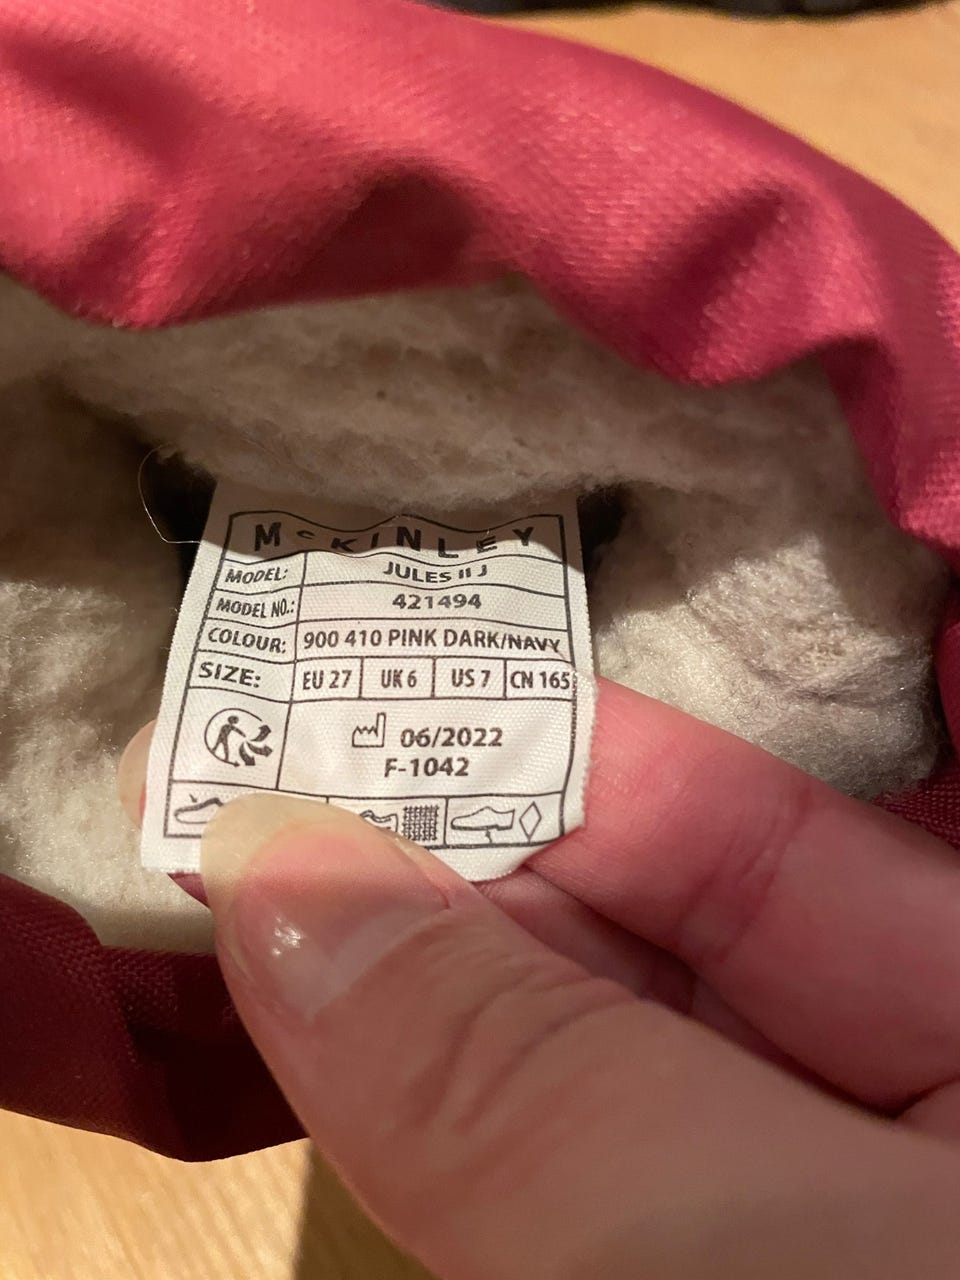 McKINLEY
MODEL: JULES II J
MODEL NO.: 421494
COLOUR: 900 410 PINK DARK/NAVY
SIZE: EU 27 UK 6 US 7 CN 165
06/2022
F-1042